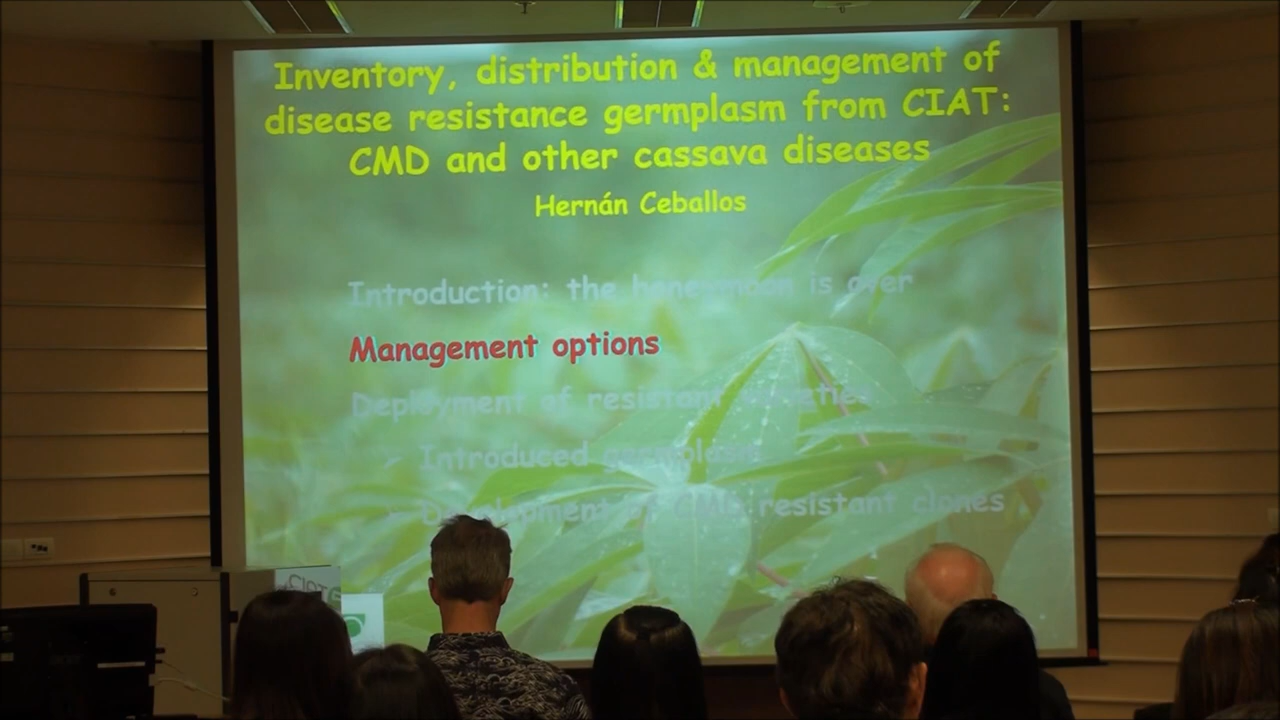 Inventory, distribution & management of
disease resistance germplasm from CIAT:
CMD and other cassava diseases
Hernán Ceballos
Introduction: the honeymoon is over
Management options
Deployment of resistant varieties
➢ Introduced germplasm
➢ Development of CMD resistant clones
CIAT